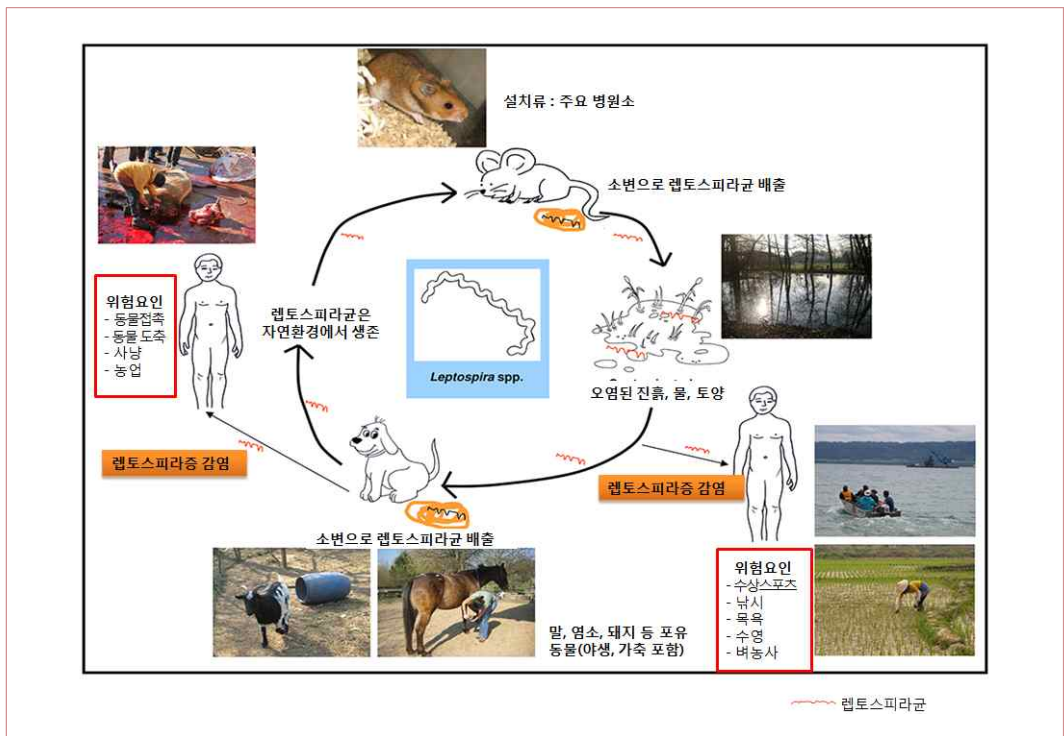 설치류 : 주요 병원소
소변으로 렙토스피라균 배출
위험요인
- 동물접촉
- 동물 도축
- 사냥
- 농업
렙토스피라균은
자연환경에서 생존
Leptospira spp.
오염된 진흙, 물, 토양
렙토스피라증 감염
렙토스피라증 감염
소변으로 렙토스피라균 배출
말, 염소, 돼지 등 포유
동물(야생, 가축 포함)
위험요인
- 수상스포츠
- 낚시
- 목욕
- 수영
- 벼농사
렙토스피라균